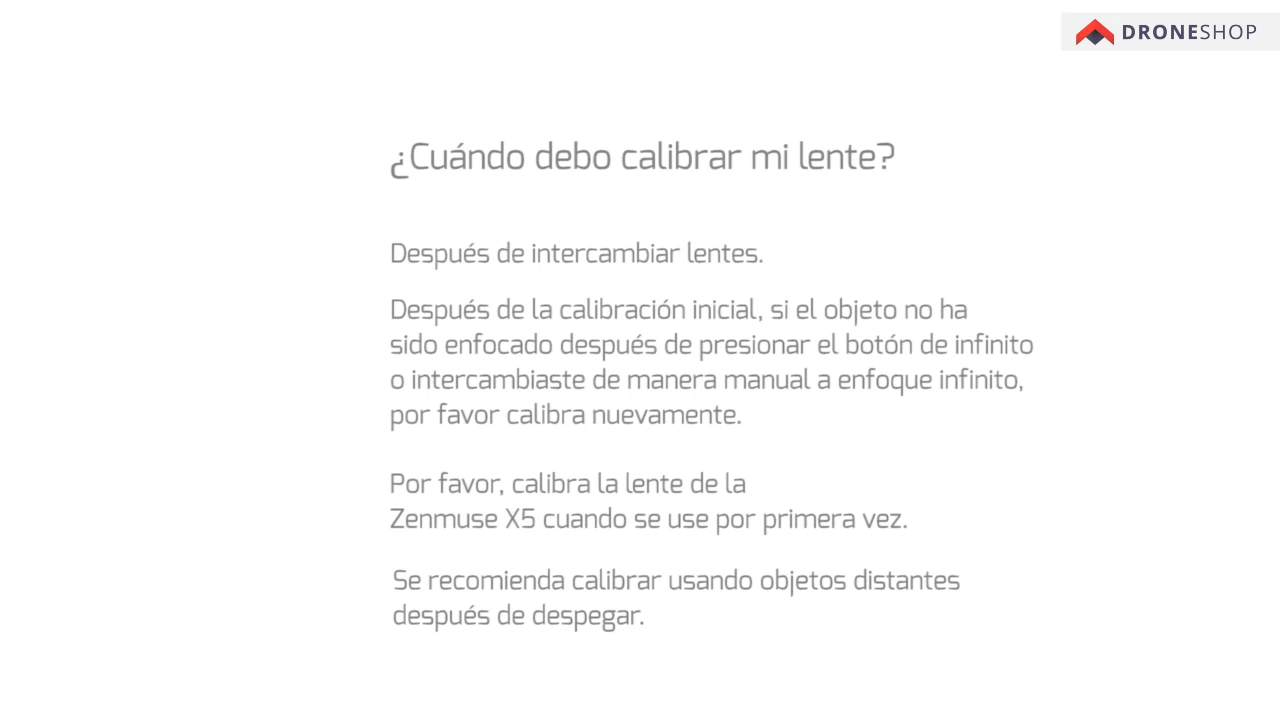 DRONESHOP
¿Cuándo debo calibrar mi lente?
Después de intercambiar lentes.
Después de la calibración inicial, si el objeto no ha
sido enfocado después de presionar el botón de infinito
o intercambiaste de manera manual a enfoque infinito,
por favor calibra nuevamente.
Por favor, calibra la lente de la
Zenmuse X5 cuando se use por primera vez.
Se recomienda calibrar usando objetos distantes
después de despegar.